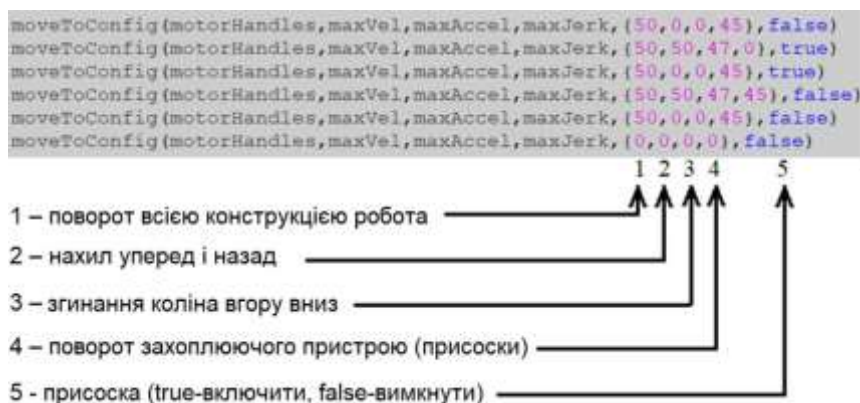 moveToConfig(motorHandles,maxVel,maxAccel,maxJerk,{50,0,0,45},false)
moveToConfig(motorHandles,maxVel,maxAccel,maxJerk,{50,50,47,0},true)
moveToConfig(motorHandles,maxVel,maxAccel,maxJerk,{50,0,0,45},true)
moveToConfig(motorHandles,maxVel,maxAccel,maxJerk,{50,50,47,45},false)
moveToConfig(motorHandles,maxVel,maxAccel,maxJerk,{50,0,0,45},false)
moveToConfig(motorHandles,maxVel,maxAccel,maxJerk,{0,0,0,0},false)
1 2 3 4 5
1 – поворот всією конструкцією робота
2 – нахил уперед і назад
3 – згинання коліна вгору вниз
4 – поворот захоплюючого пристрою (присоски)
5 - присоска (true-включити, false-вимкнути)